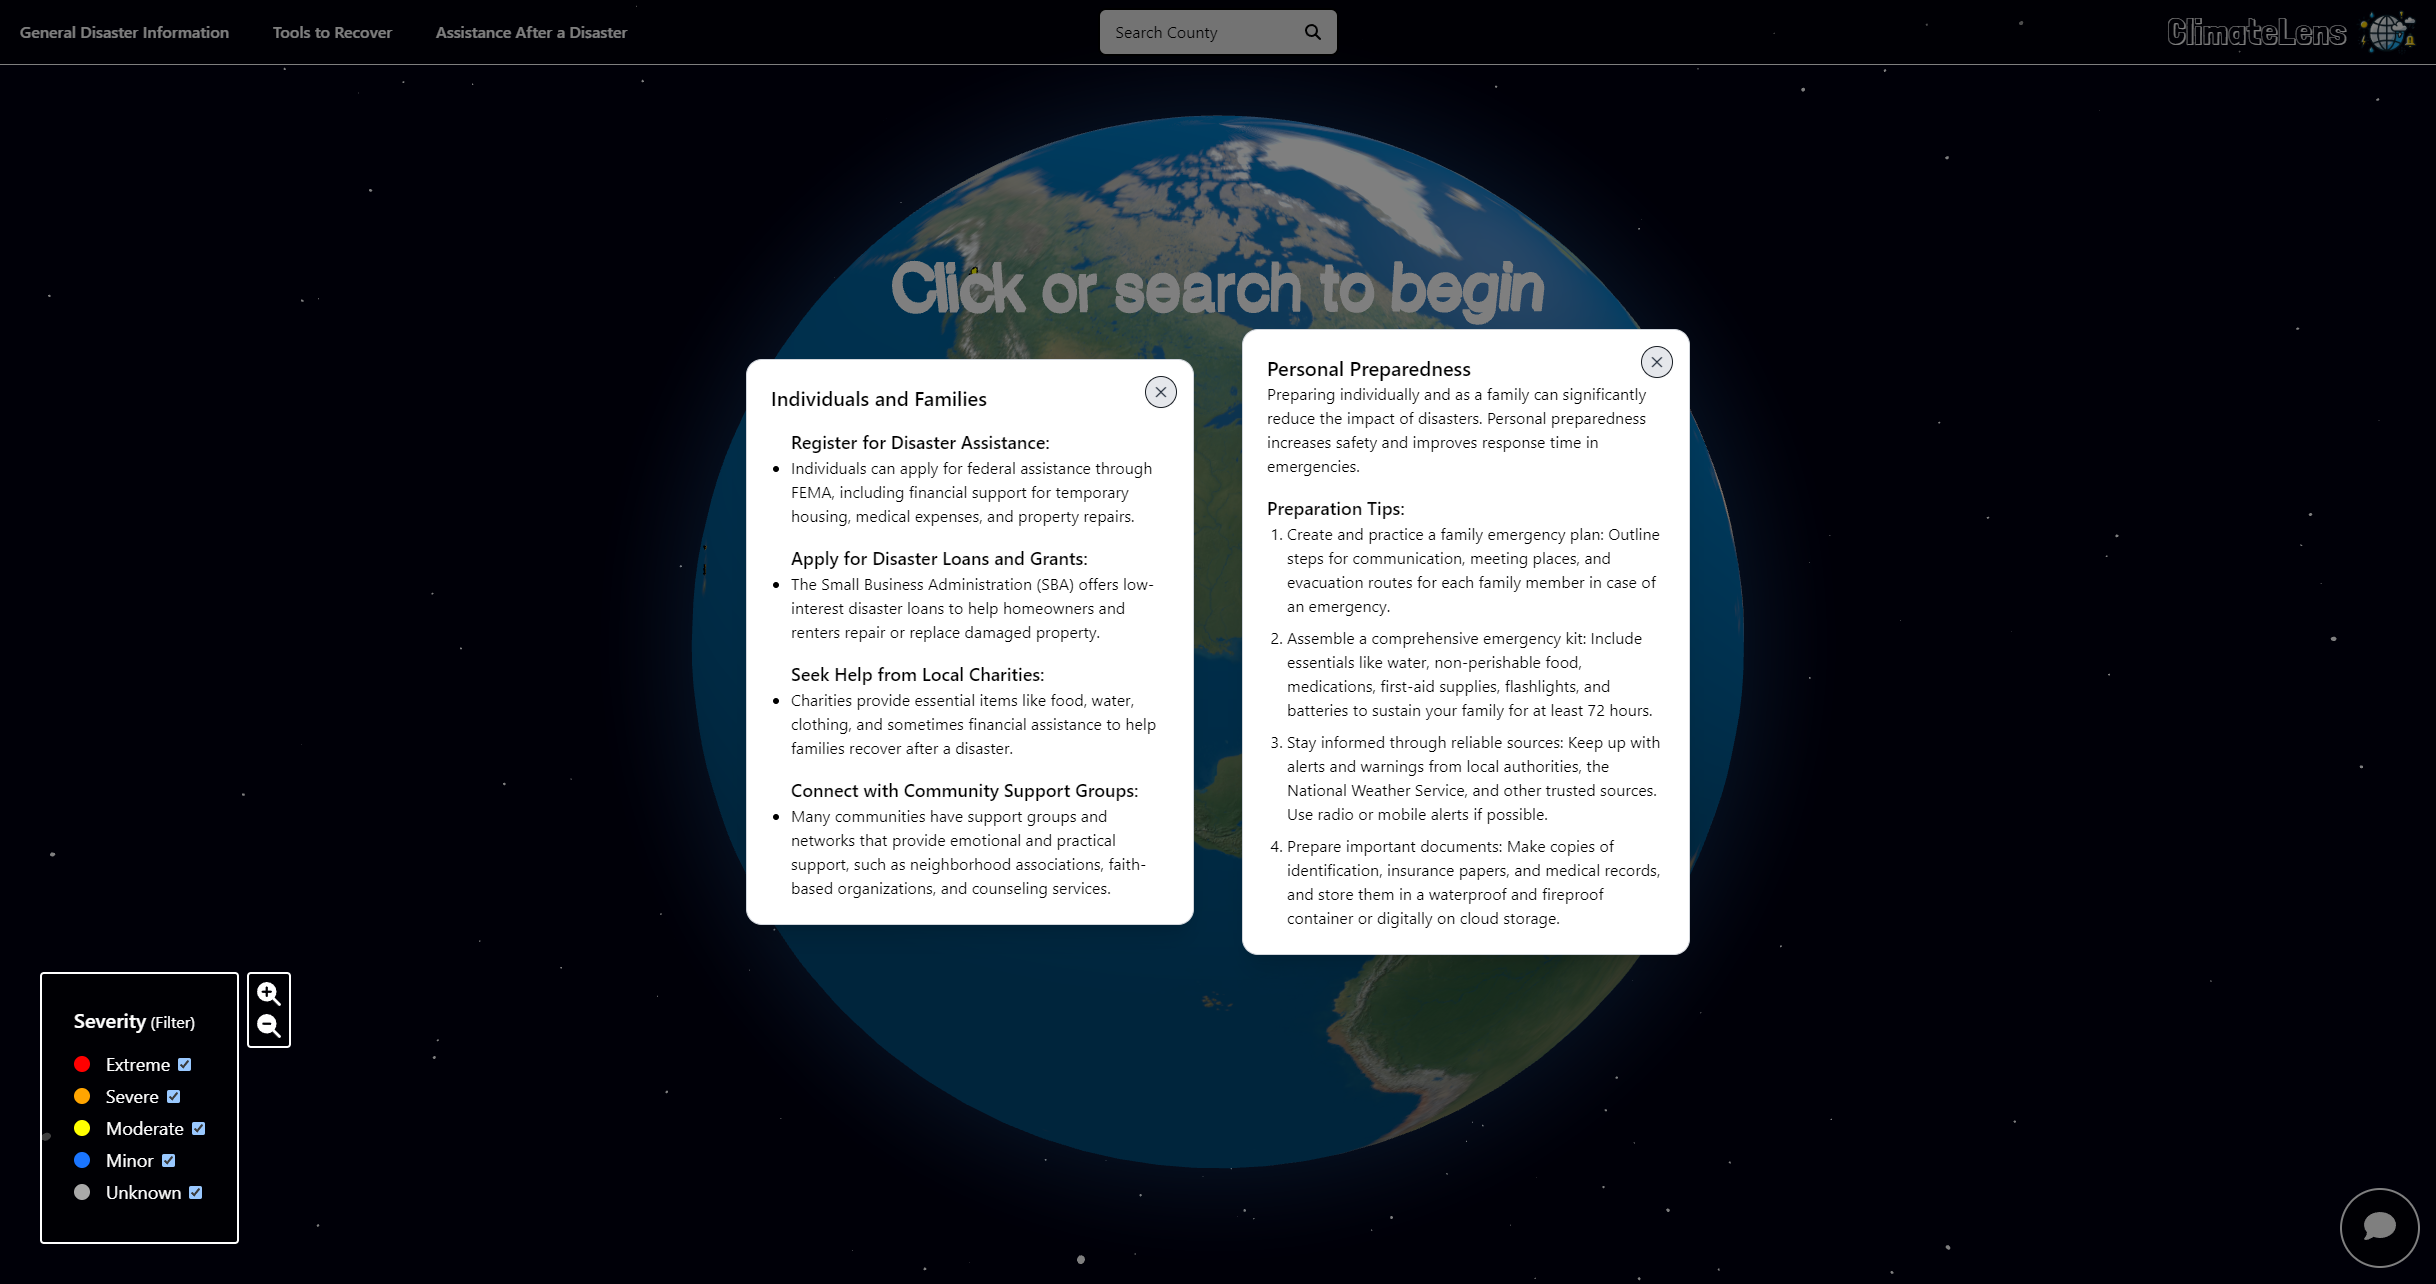 General Disaster Information
Tools to Recover
Assistance After a Disaster
Search County
ClimateLens
Click or search to begin
Individuals and Families
Register for Disaster Assistance:
• Individuals can apply for federal assistance through
FEMA, including financial support for temporary
housing, medical expenses, and property repairs.
Apply for Disaster Loans and Grants:
• The Small Business Administration (SBA) offers low-
interest disaster loans to help homeowners and
renters repair or replace damaged property.
Seek Help from Local Charities:
• Charities provide essential items like food, water,
clothing, and sometimes financial assistance to help
families recover after a disaster.
Connect with Community Support Groups:
• Many communities have support groups and
networks that provide emotional and practical
support, such as neighborhood associations, faith-
based organizations, and counseling services.
Personal Preparedness
Preparing individually and as a family can significantly
reduce the impact of disasters. Personal preparedness
increases safety and improves response time in
emergencies.
Preparation Tips:
1. Create and practice a family emergency plan: Outline
steps for communication, meeting places, and
evacuation routes for each family member in case of
an emergency.
2. Assemble a comprehensive emergency kit: Include
essentials like water, non-perishable food,
medications, first-aid supplies, flashlights, and
batteries to sustain your family for at least 72 hours.
3. Stay informed through reliable sources: Keep up with
alerts and warnings from local authorities, the
National Weather Service, and other trusted sources.
Use radio or mobile alerts if possible.
4. Prepare important documents: Make copies of
identification, insurance papers, and medical records,
and store them in a waterproof and fireproof
container or digitally on cloud storage.
Severity (Filter)
Extreme
Severe
Moderate
Minor
Unknown